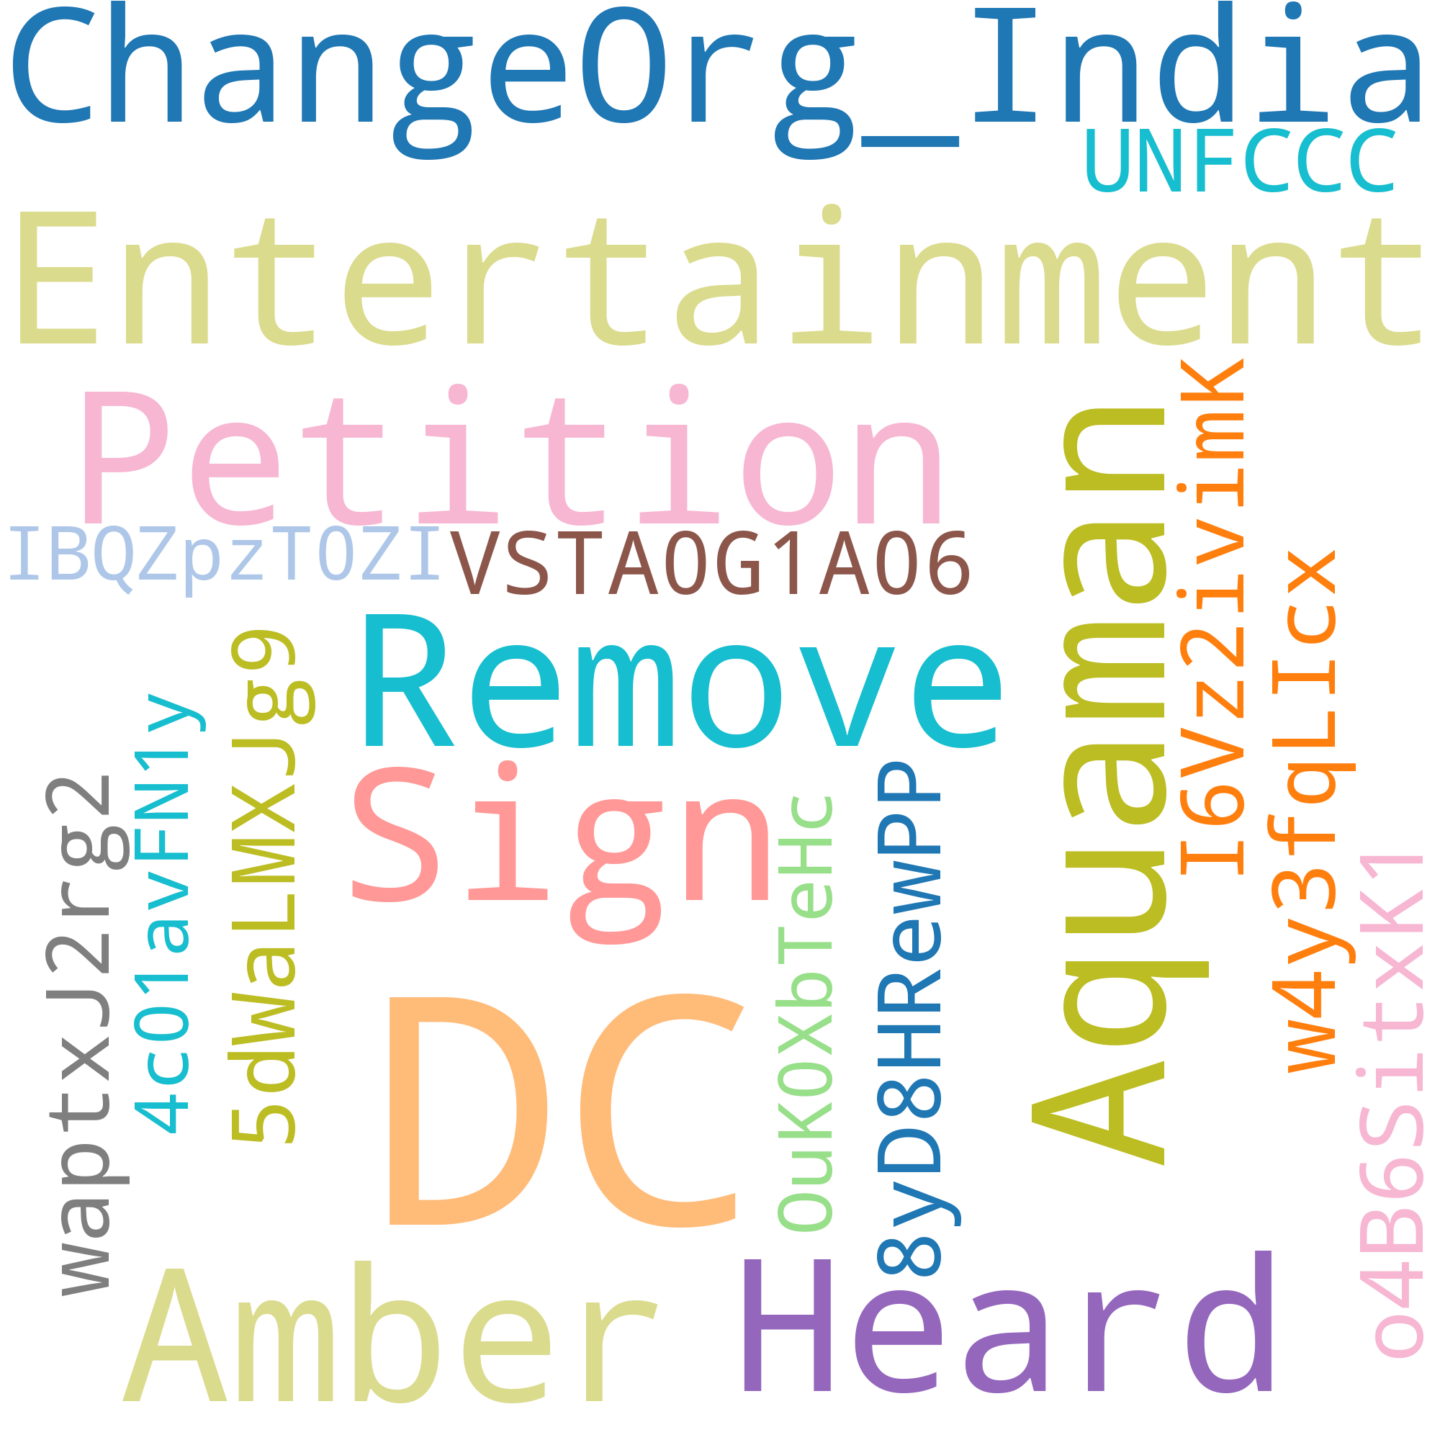 ChangeOrg_India
UNFCCC
Entertainment
Petition
IBQZpzT0ZI
VSTA0G1A06
Aquaman
I6Vz2ivimK
w4y3fqLIcx
Remove
Sign
waptxJ2rg2
4c01avFN1y
5dWaLMXJg9
OuK0XbTeHc
8yD8HRewPP
o4B6SitxK1
DC
Amber
Heard